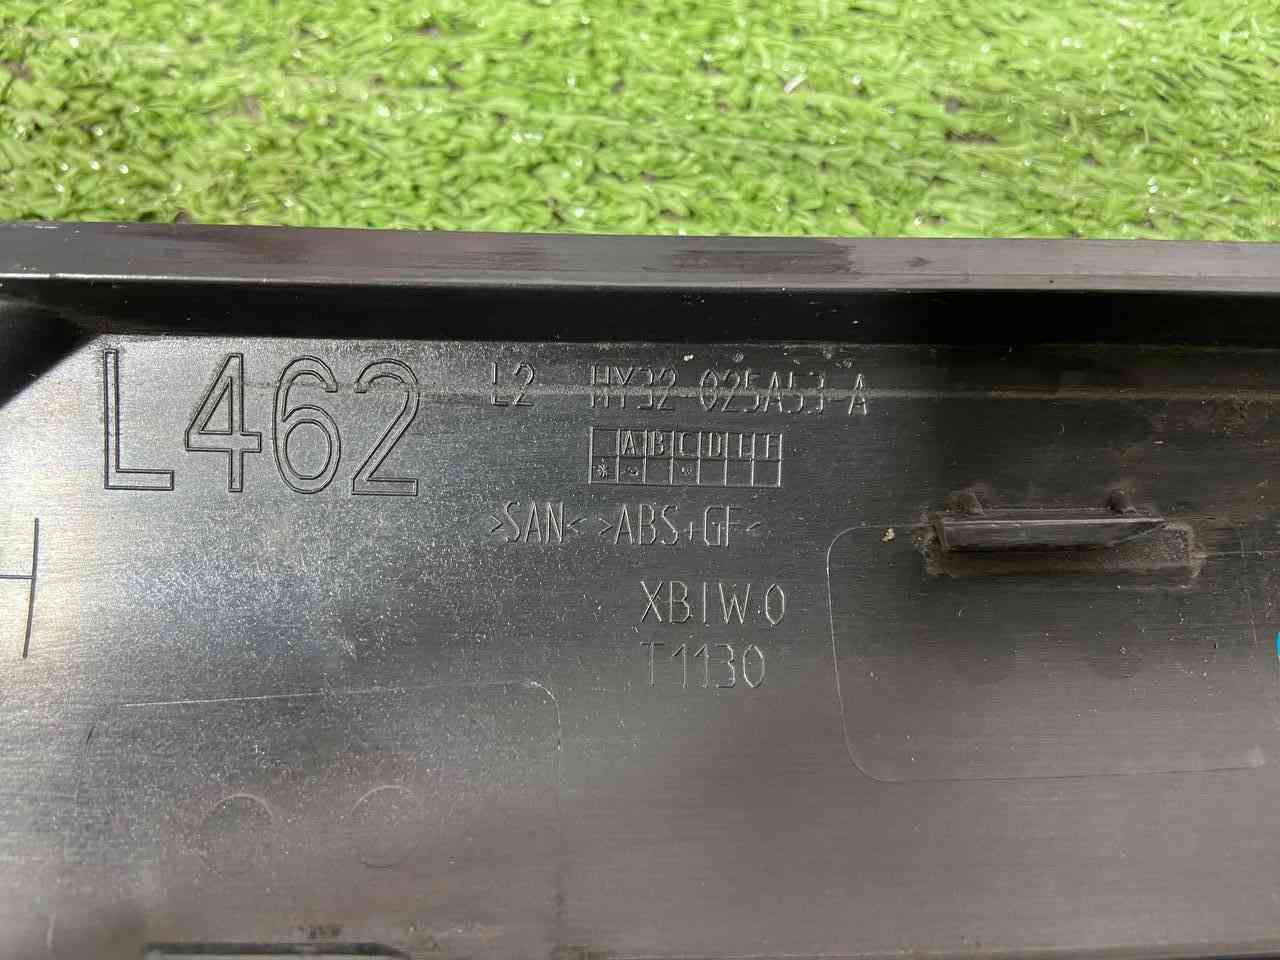 L462
L2 HY32-025A53-A
A B C D E F
>SAN< >ABS+GF<
XBIW0
T1130